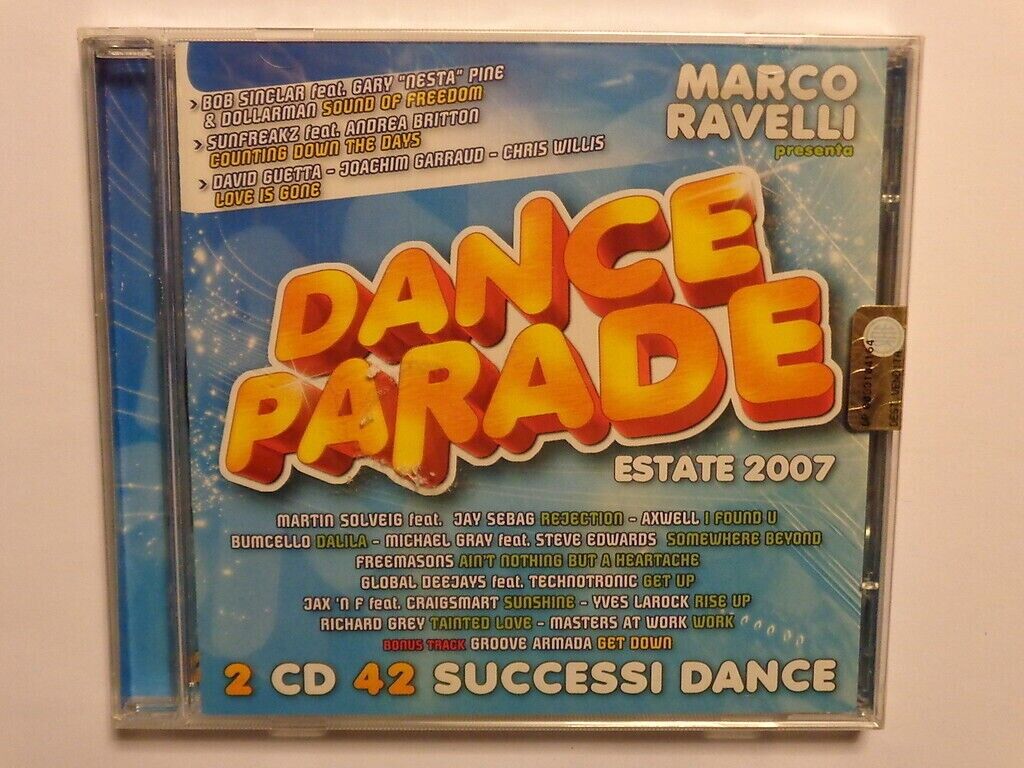 > BOB SINCLAR feat. GARY "NESTA" PINE
& DOLLARMAN SOUND OF FREEDOM
> SUNFREAKZ feat. ANDREA BRITTON
COUNTING DOWN THE DAYS
> DAVID GUETTA - JOACHIM GARRAUD - CHRIS WILLIS
LOVE IS GONE
MARCO
RAVELLI
presenta
DANCE
PARADE
ESTATE 2007
MARTIN SOLVEIG feat. JAY SEBAG REJECTION - AXWELL I FOUND U
BUMCELLO DALILA - MICHAEL GRAY feat. STEVE EDWARDS SOMEWHERE BEYOND
FREEMASONS AIN'T NOTHING BUT A HEARTACHE
GLOBAL DEEJAYS feat. TECHNOTRONIC GET UP
JAX 'N F feat. CRAIGSMART SUNSHINE - YVES LAROCK RISE UP
RICHARD GREY TAINTED LOVE - MASTERS AT WORK WORK
BONUS TRACK GROOVE ARMADA GET DOWN
2 CD 42 SUCCESSI DANCE